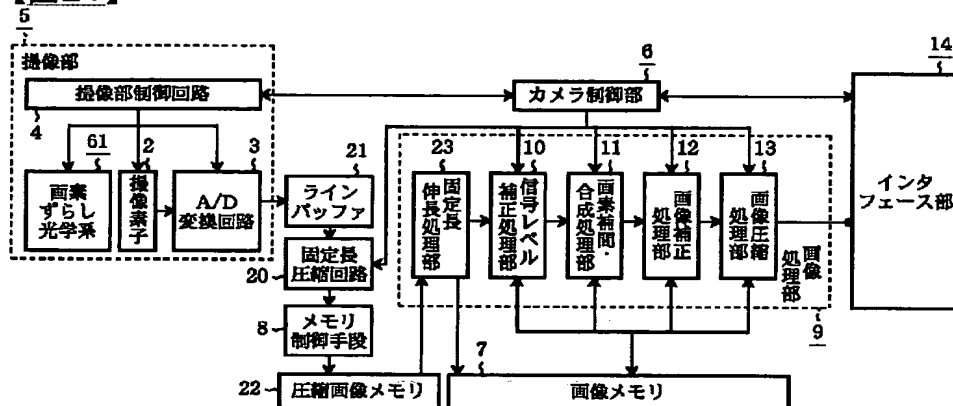 5
14
撮像部
6
撮像部制御回路
カメラ制御部
4
61
2
3
21
23
10
11
12
13
画素
ずらし
光学系
撮像素子
A/D
変換回路
ライン
バッファ
固定長
伸長処理部
信号レベル
補正処理部
画素補間・
合成処理部
画像補正
処理部
画像圧縮
処理部
インタ
フェース部
固定長
圧縮回路
20
画像
処理部
8
メモリ
制御手段
9
7
22
圧縮画像メモリ
画像メモリ